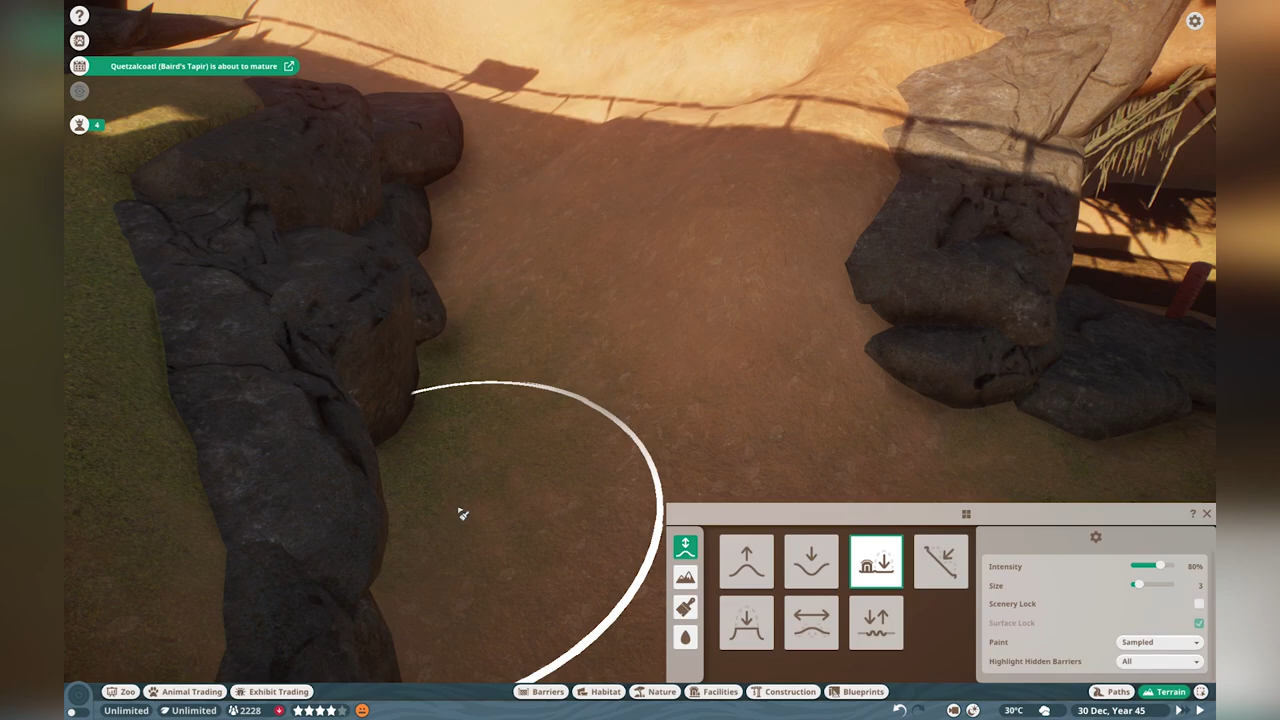 ?
Quetzalcoatl (Baird's Tapir) is about to mature
4
? 
Intensity 80%
Size 3
Scenery Lock
Surface Lock
Paint Sampled
Highlight Hidden Barriers All
Zoo Animal Trading Exhibit Trading Barriers Habitat Nature Facilities Construction Blueprints Paths Terrain
Unlimited Unlimited 2228 30°C 30 Dec, Year 45